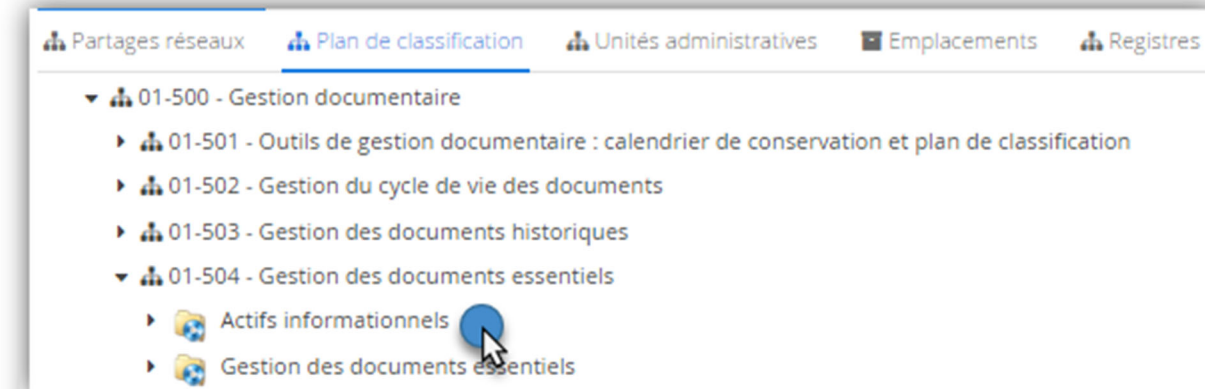 Partages réseaux Plan de classification Unités administratives Emplacements Registres
01-500 - Gestion documentaire
01-501 - Outils de gestion documentaire : calendrier de conservation et plan de classification
01-502 - Gestion du cycle de vie des documents
01-503 - Gestion des documents historiques
01-504 - Gestion des documents essentiels
Actifs informationnels
Gestion des documents essentiels